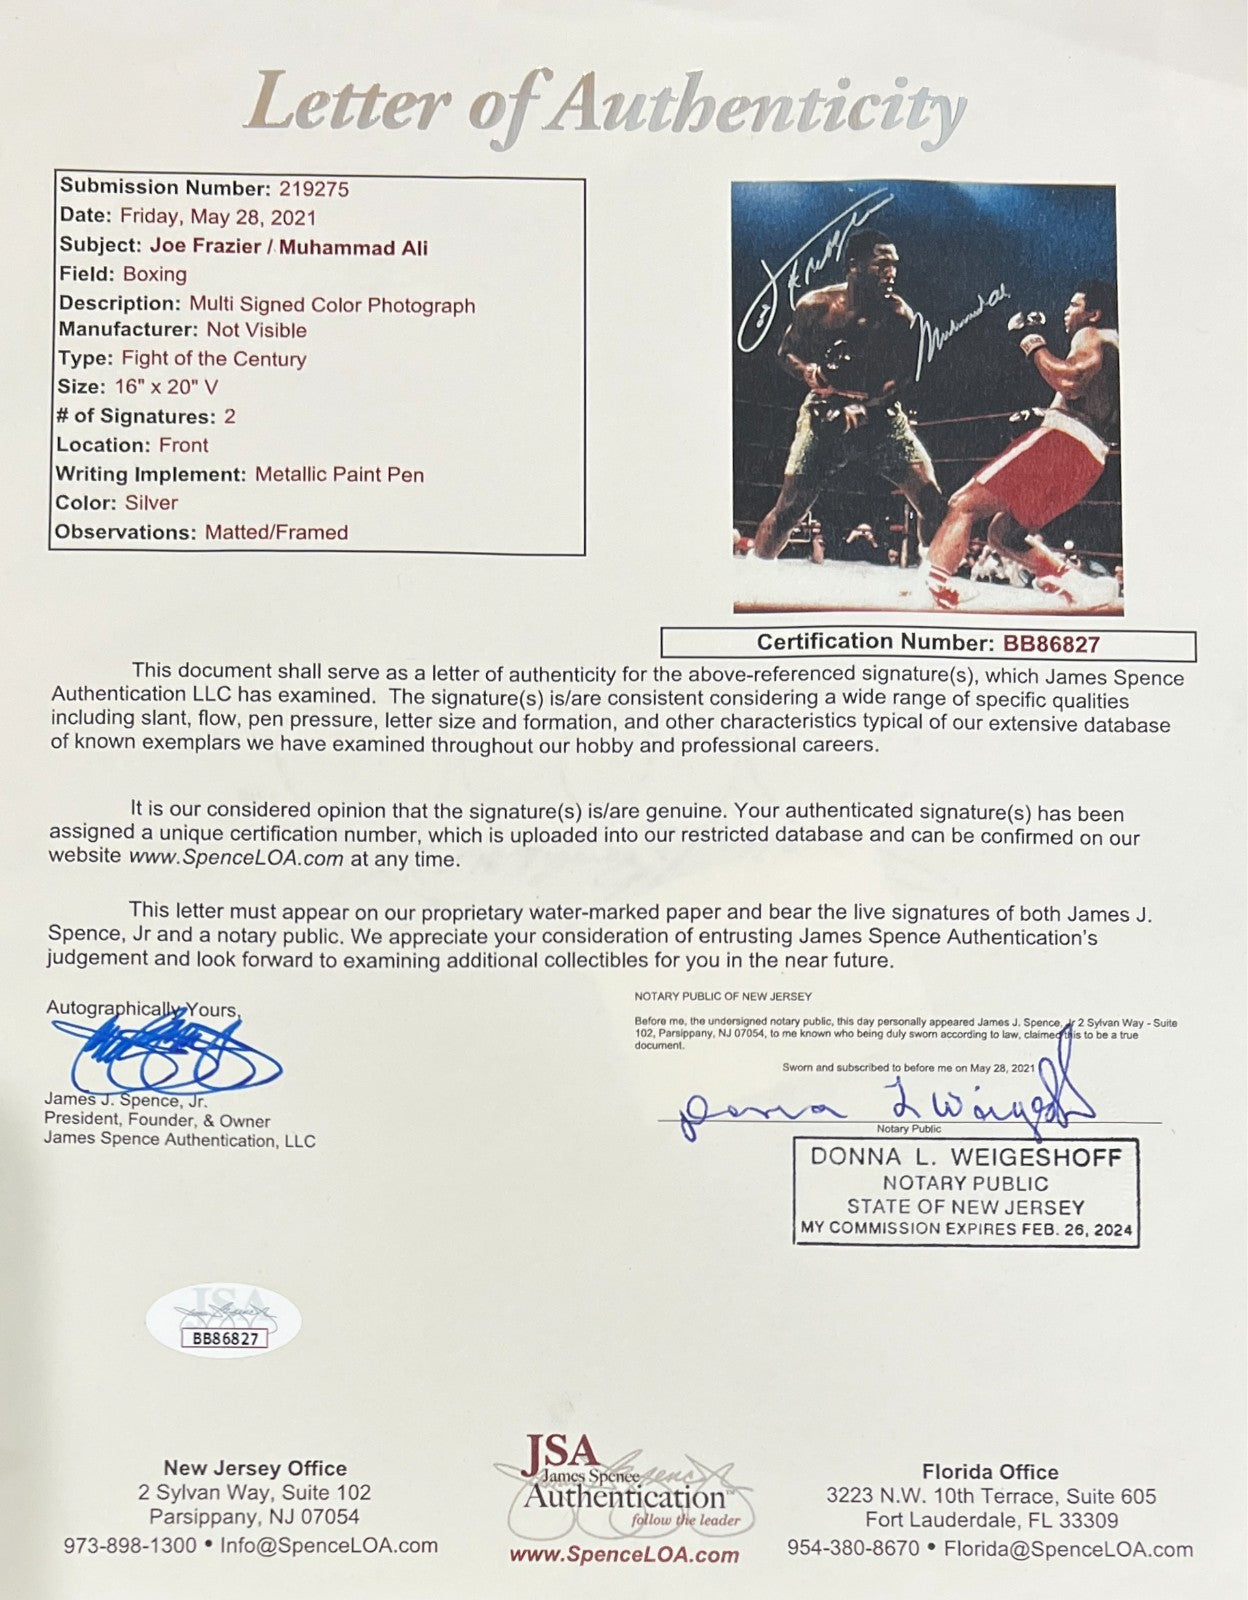 Letter of Authenticity
Submission Number: 219275
Date: Friday, May 28, 2021
Subject: Joe Frazier / Muhammad Ali
Field: Boxing
Description: Multi Signed Color Photograph
Manufacturer: Not Visible
Type: Fight of the Century
Size: 16" x 20" V
# of Signatures: 2
Location: Front
Writing Implement: Metallic Paint Pen
Color: Silver
Observations: Matted/Framed
Joe Frazier
Muhammad Ali
Certification Number: BB86827
This document shall serve as a letter of authenticity for the above-referenced signature(s), which James Spence
Authentication LLC has examined. The signature(s) is/are consistent considering a wide range of specific qualities
including slant, flow, pen pressure, letter size and formation, and other characteristics typical of our extensive database
of known exemplars we have examined throughout our hobby and professional careers.
It is our considered opinion that the signature(s) is/are genuine. Your authenticated signature(s) has been
assigned a unique certification number, which is uploaded into our restricted database and can be confirmed on our
website www.SpenceLOA.com at any time.
This letter must appear on our proprietary water-marked paper and bear the live signatures of both James J.
Spence, Jr and a notary public. We appreciate your consideration of entrusting James Spence Authentication's
judgement and look forward to examining additional collectibles for you in the near future.
Autographically Yours,
James J. Spence, Jr.
President, Founder, & Owner
James Spence Authentication, LLC
NOTARY PUBLIC OF NEW JERSEY
Before me, the undersigned notary public, this day personally appeared James J. Spence, Jr 2 Sylvan Way - Suite
102, Parsippany, NJ 07054, to me known who being duly sworn according to law, claimed this to be a true
document.
Sworn and subscribed to before me on May 28, 2021
Donna L Weigeshoff
Notary Public
DONNA L. WEIGESHOFF
NOTARY PUBLIC
STATE OF NEW JERSEY
MY COMMISSION EXPIRES FEB. 26, 2024
JSA
BB86827
New Jersey Office
2 Sylvan Way, Suite 102
Parsippany, NJ 07054
973-898-1300 • Info@SpenceLOA.com
JSA
James Spence
Authentication™
follow the leader
www.SpenceLOA.com
Florida Office
3223 N.W. 10th Terrace, Suite 605
Fort Lauderdale, FL 33309
954-380-8670 • Florida@SpenceLOA.com